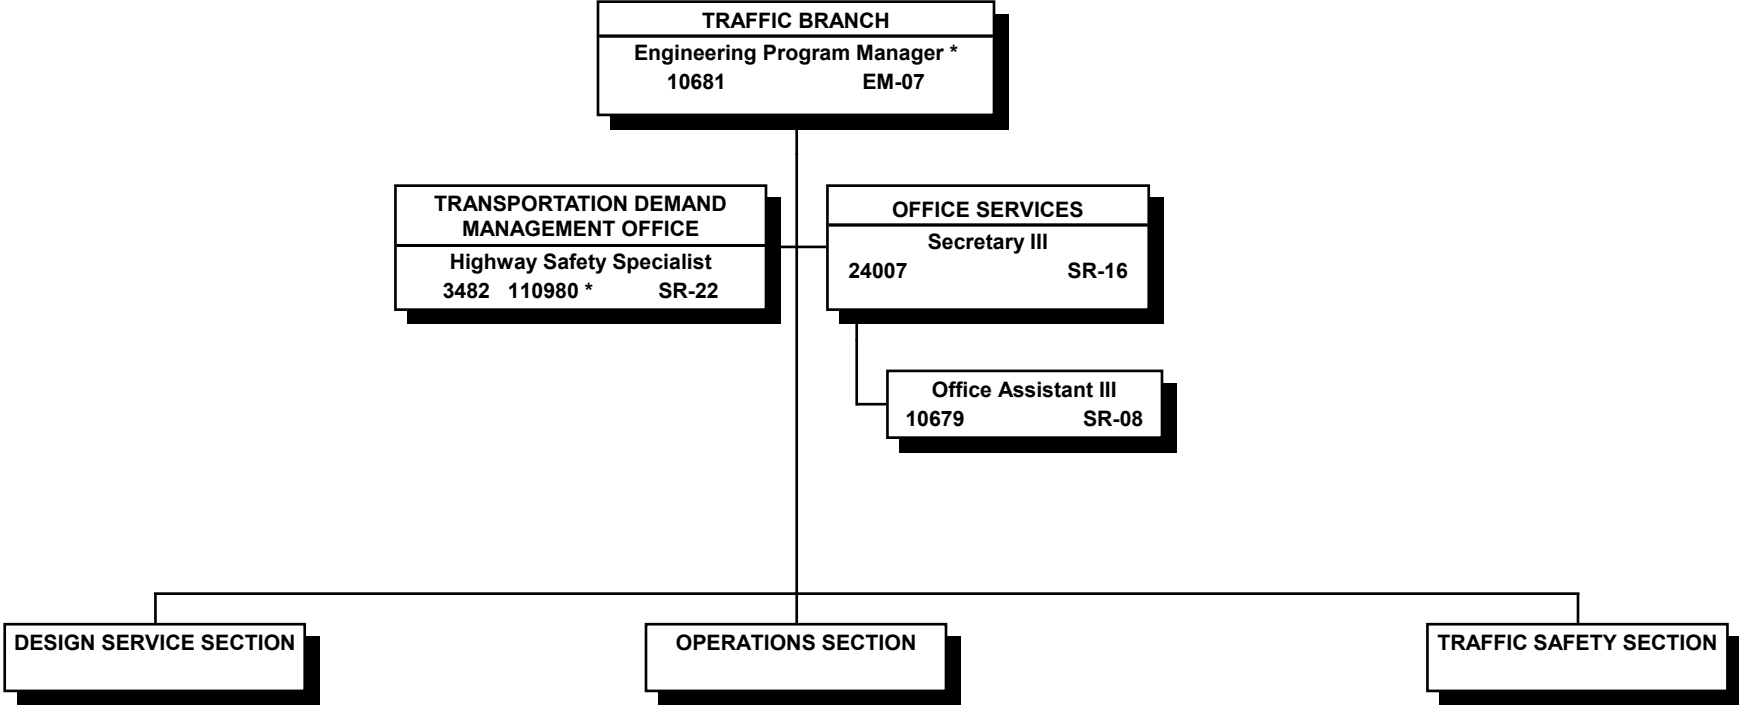 TRAFFIC BRANCH
Engineering Program Manager *
10681 EM-07
TRANSPORTATION DEMAND
MANAGEMENT OFFICE
Highway Safety Specialist
3482 110980 * SR-22
OFFICE SERVICES
Secretary III
24007 SR-16
Office Assistant III
10679 SR-08
DESIGN SERVICE SECTION
OPERATIONS SECTION
TRAFFIC SAFETY SECTION